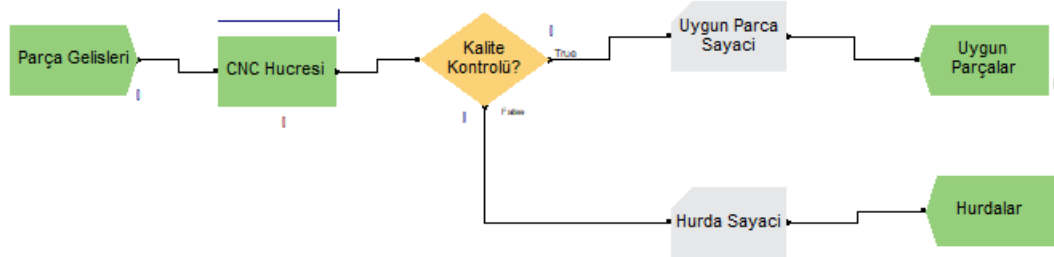 Parça Gelisleri
CNC Hucresi
Kalite
Kontrolü?
True
False
Uygun Parca
Sayaci
Uygun
Parçalar
Hurda Sayaci
Hurdalar